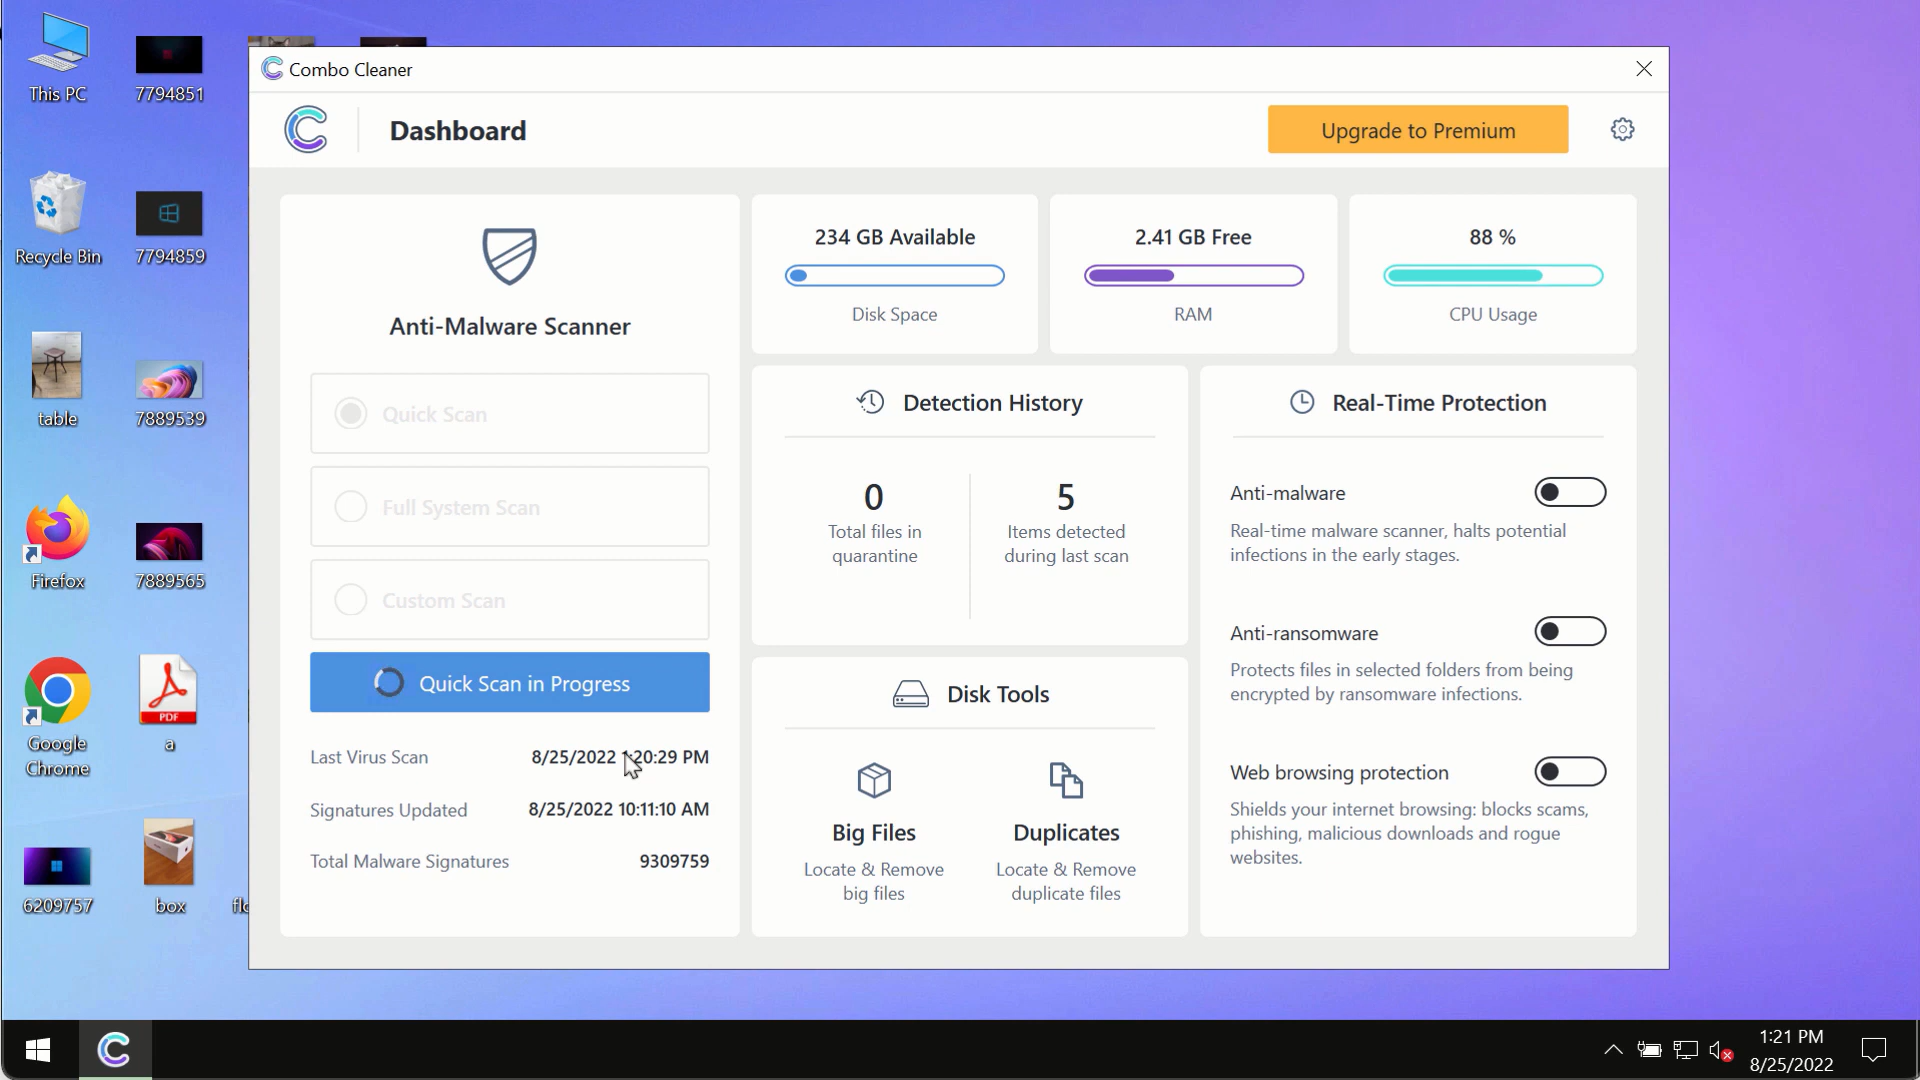 This PC
7794851
Recycle Bin
7794859
table
7889539
Firefox
7889565
Google
Chrome
PDF
a
6209757
box
Combo Cleaner
Dashboard
Upgrade to Premium
Anti-Malware Scanner
Quick Scan
Full System Scan
Custom Scan
Quick Scan in Progress
Last Virus Scan 8/25/2022 1:20:29 PM
Signatures Updated 8/25/2022 10:11:10 AM
Total Malware Signatures 9309759
234 GB Available
Disk Space
2.41 GB Free
RAM
88 %
CPU Usage
Detection History
0
Total files in
quarantine
5
Items detected
during last scan
Disk Tools
Big Files
Locate & Remove
big files
Duplicates
Locate & Remove
duplicate files
Real-Time Protection
Anti-malware
Real-time malware scanner, halts potential
infections in the early stages.
Anti-ransomware
Protects files in selected folders from being
encrypted by ransomware infections.
Web browsing protection
Shields your internet browsing: blocks scams,
phishing, malicious downloads and rogue
websites.
1:21 PM
8/25/2022